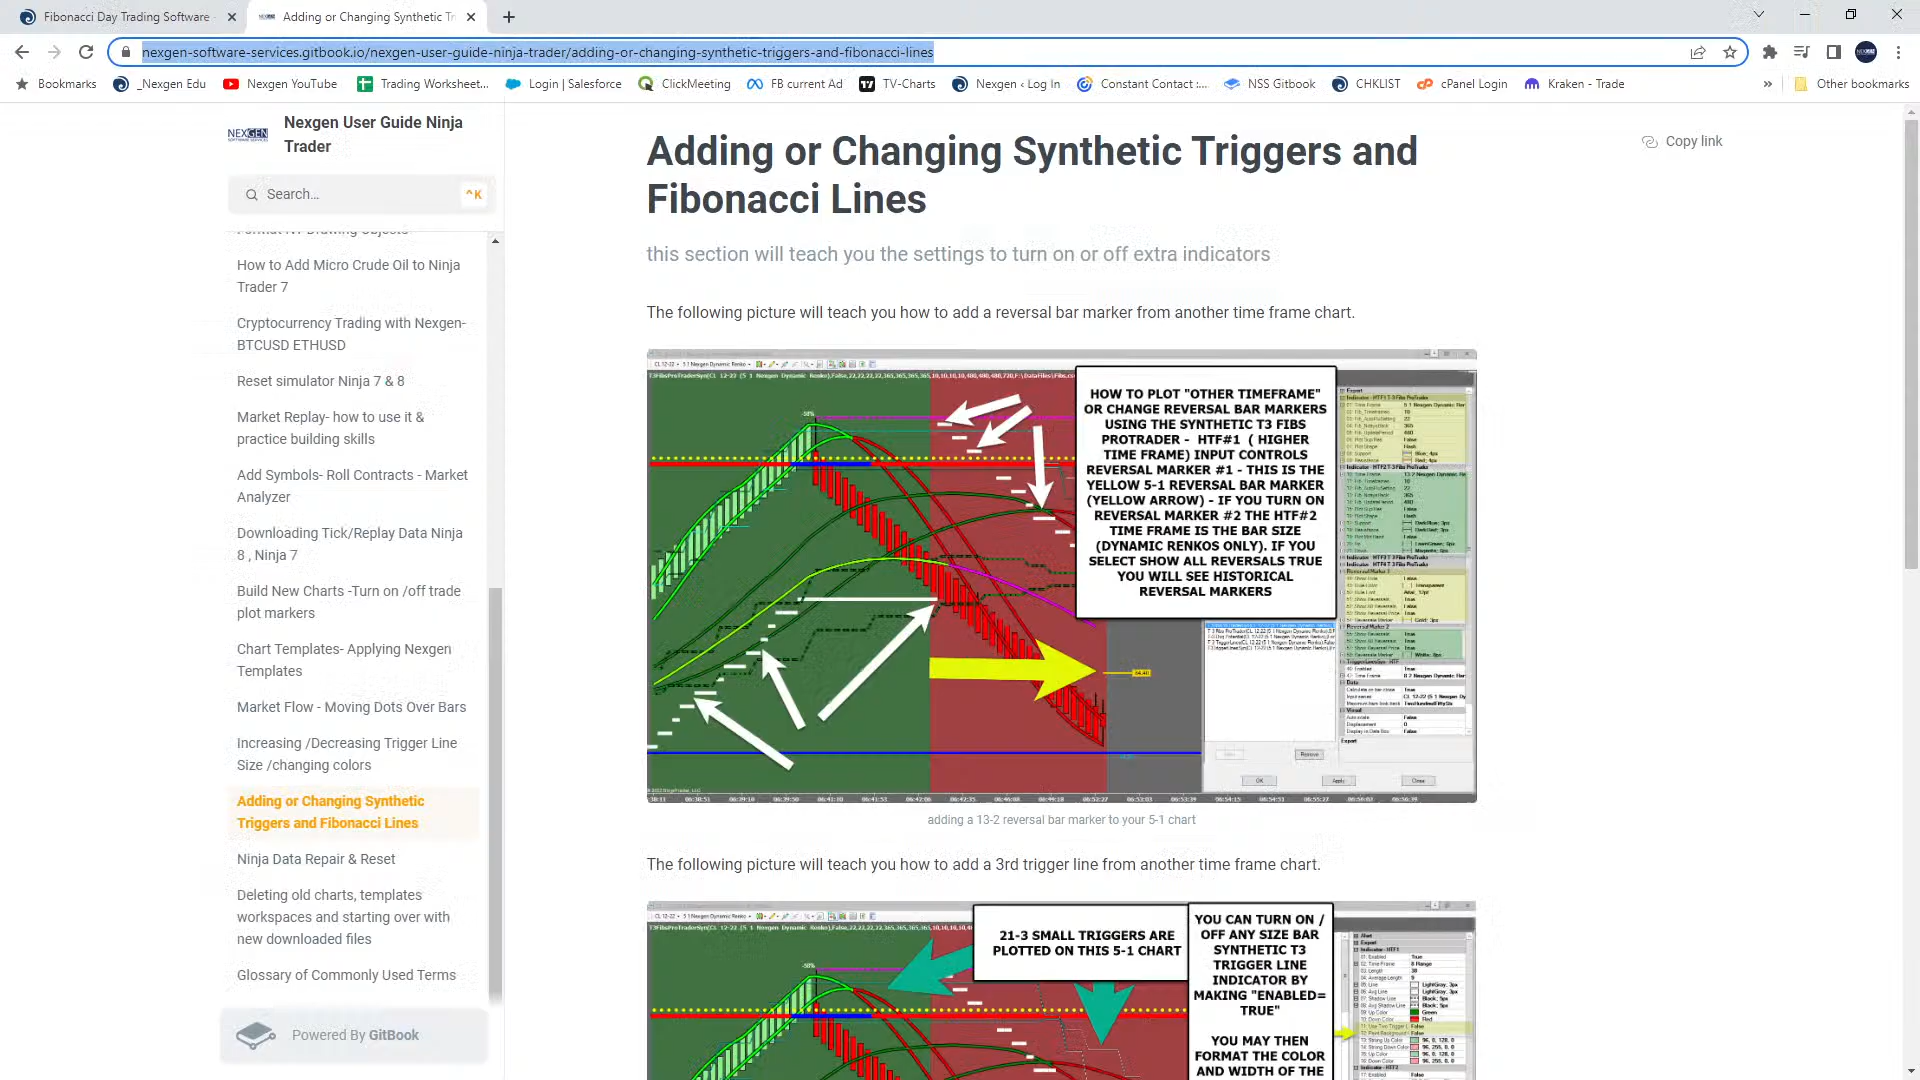 Fibonacci Day Trading Software
Adding or Changing Synthetic Tr
nexgen-software-services.gitbook.io/nexgen-user-guide-ninja-trader/adding-or-changing-synthetic-triggers-and-fibonacci-lines
Bookmarks
_Nexgen Edu
Nexgen YouTube
Trading Worksheet...
Login | Salesforce
ClickMeeting
FB current Ad
TV-Charts
Nexgen ‹ Log In
Constant Contact :...
NSS Gitbook
CHKLIST
cPanel Login
Kraken - Trade
»
Other bookmarks
NEXGEN
Nexgen User Guide Ninja
Trader
Search...
^K
Format NT Drawing Objects
How to Add Micro Crude Oil to Ninja
Trader 7
Cryptocurrency Trading with Nexgen-
BTCUSD ETHUSD
Reset simulator Ninja 7 & 8
Market Replay- how to use it &
practice building skills
Add Symbols- Roll Contracts - Market
Analyzer
Downloading Tick/Replay Data Ninja
8 , Ninja 7
Build New Charts -Turn on /off trade
plot markers
Chart Templates- Applying Nexgen
Templates
Market Flow - Moving Dots Over Bars
Increasing /Decreasing Trigger Line
Size /changing colors
Adding or Changing Synthetic
Triggers and Fibonacci Lines
Ninja Data Repair & Reset
Deleting old charts, templates
workspaces and starting over with
new downloaded files
Glossary of Commonly Used Terms
Powered By GitBook
Adding or Changing Synthetic Triggers and
Fibonacci Lines
Copy link
this section will teach you the settings to turn on or off extra indicators
The following picture will teach you how to add a reversal bar marker from another time frame chart.
HOW TO PLOT "OTHER TIMEFRAME"
OR CHANGE REVERSAL BAR MARKERS
USING THE SYNTHETIC T3 FIBS
PROTRADER - HTF#1 ( HIGHER
TIME FRAME) INPUT CONTROLS
REVERSAL MARKER #1 - THIS IS THE
YELLOW 5-1 REVERSAL BAR MARKER
(YELLOW ARROW) - IF YOU TURN ON
REVERSAL MARKER #2 THE HTF#2
TIME FRAME IS THE BAR SIZE
(DYNAMIC RENKOS ONLY). IF YOU
SELECT SHOW ALL REVERSALS TRUE
YOU WILL SEE HISTORICAL
REVERSAL MARKERS
Remove
OK
Apply
Close
adding a 13-2 reversal bar marker to your 5-1 chart
The following picture will teach you how to add a 3rd trigger line from another time frame chart.
21-3 SMALL TRIGGERS ARE
PLOTTED ON THIS 5-1 CHART
YOU CAN TURN ON /
OFF ANY SIZE BAR
SYNTHETIC T3
TRIGGER LINE
INDICATOR BY
MAKING "ENABLED=
TRUE"
YOU MAY THEN
FORMAT THE COLOR
AND WIDTH OF THE